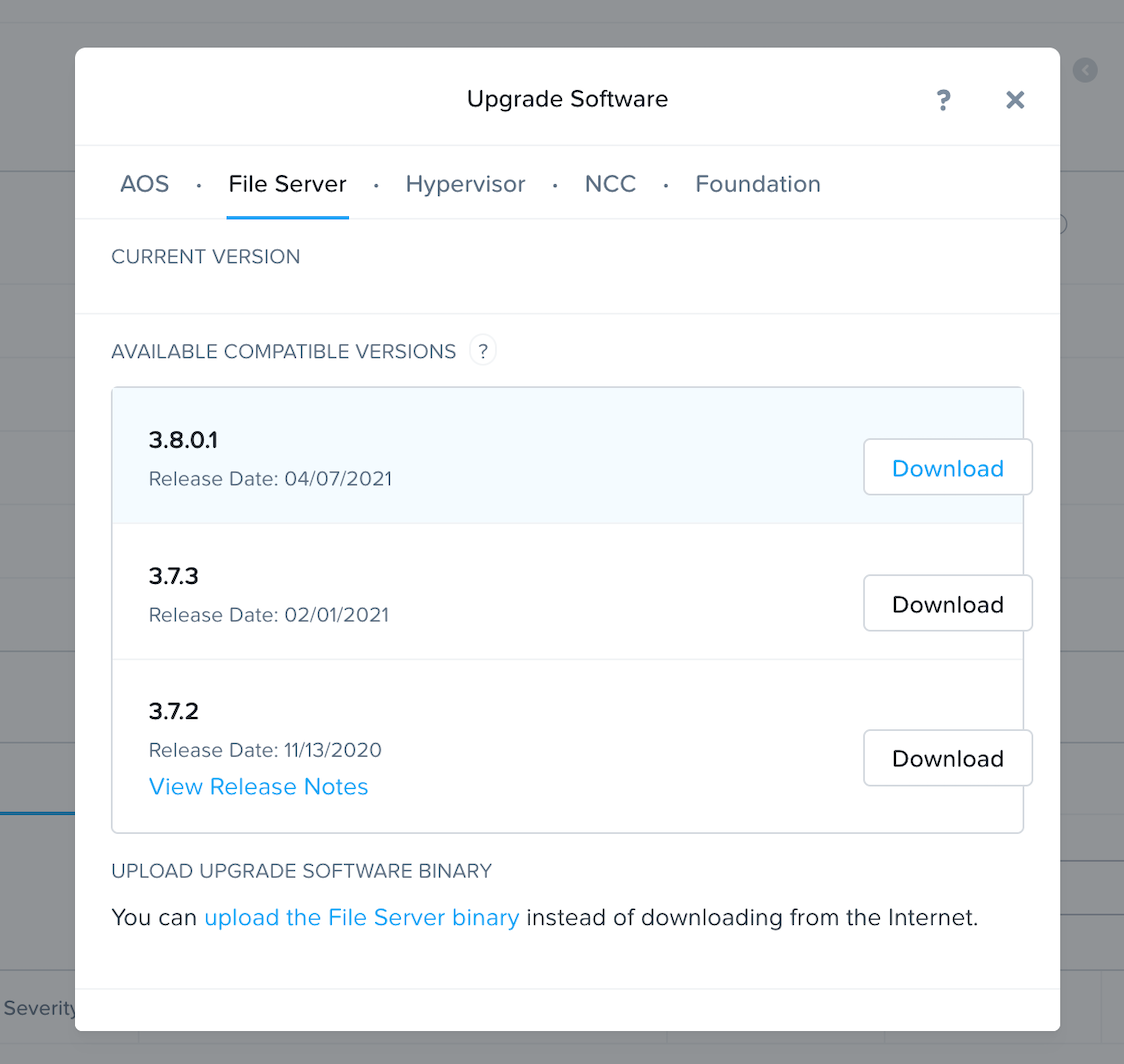 Upgrade Software ? ×
AOS · File Server · Hypervisor · NCC · Foundation
CURRENT VERSION
AVAILABLE COMPATIBLE VERSIONS ?
3.8.0.1
Release Date: 04/07/2021
Download
3.7.3
Release Date: 02/01/2021
Download
3.7.2
Release Date: 11/13/2020
View Release Notes
Download
UPLOAD UPGRADE SOFTWARE BINARY
You can upload the File Server binary instead of downloading from the Internet.
Severity